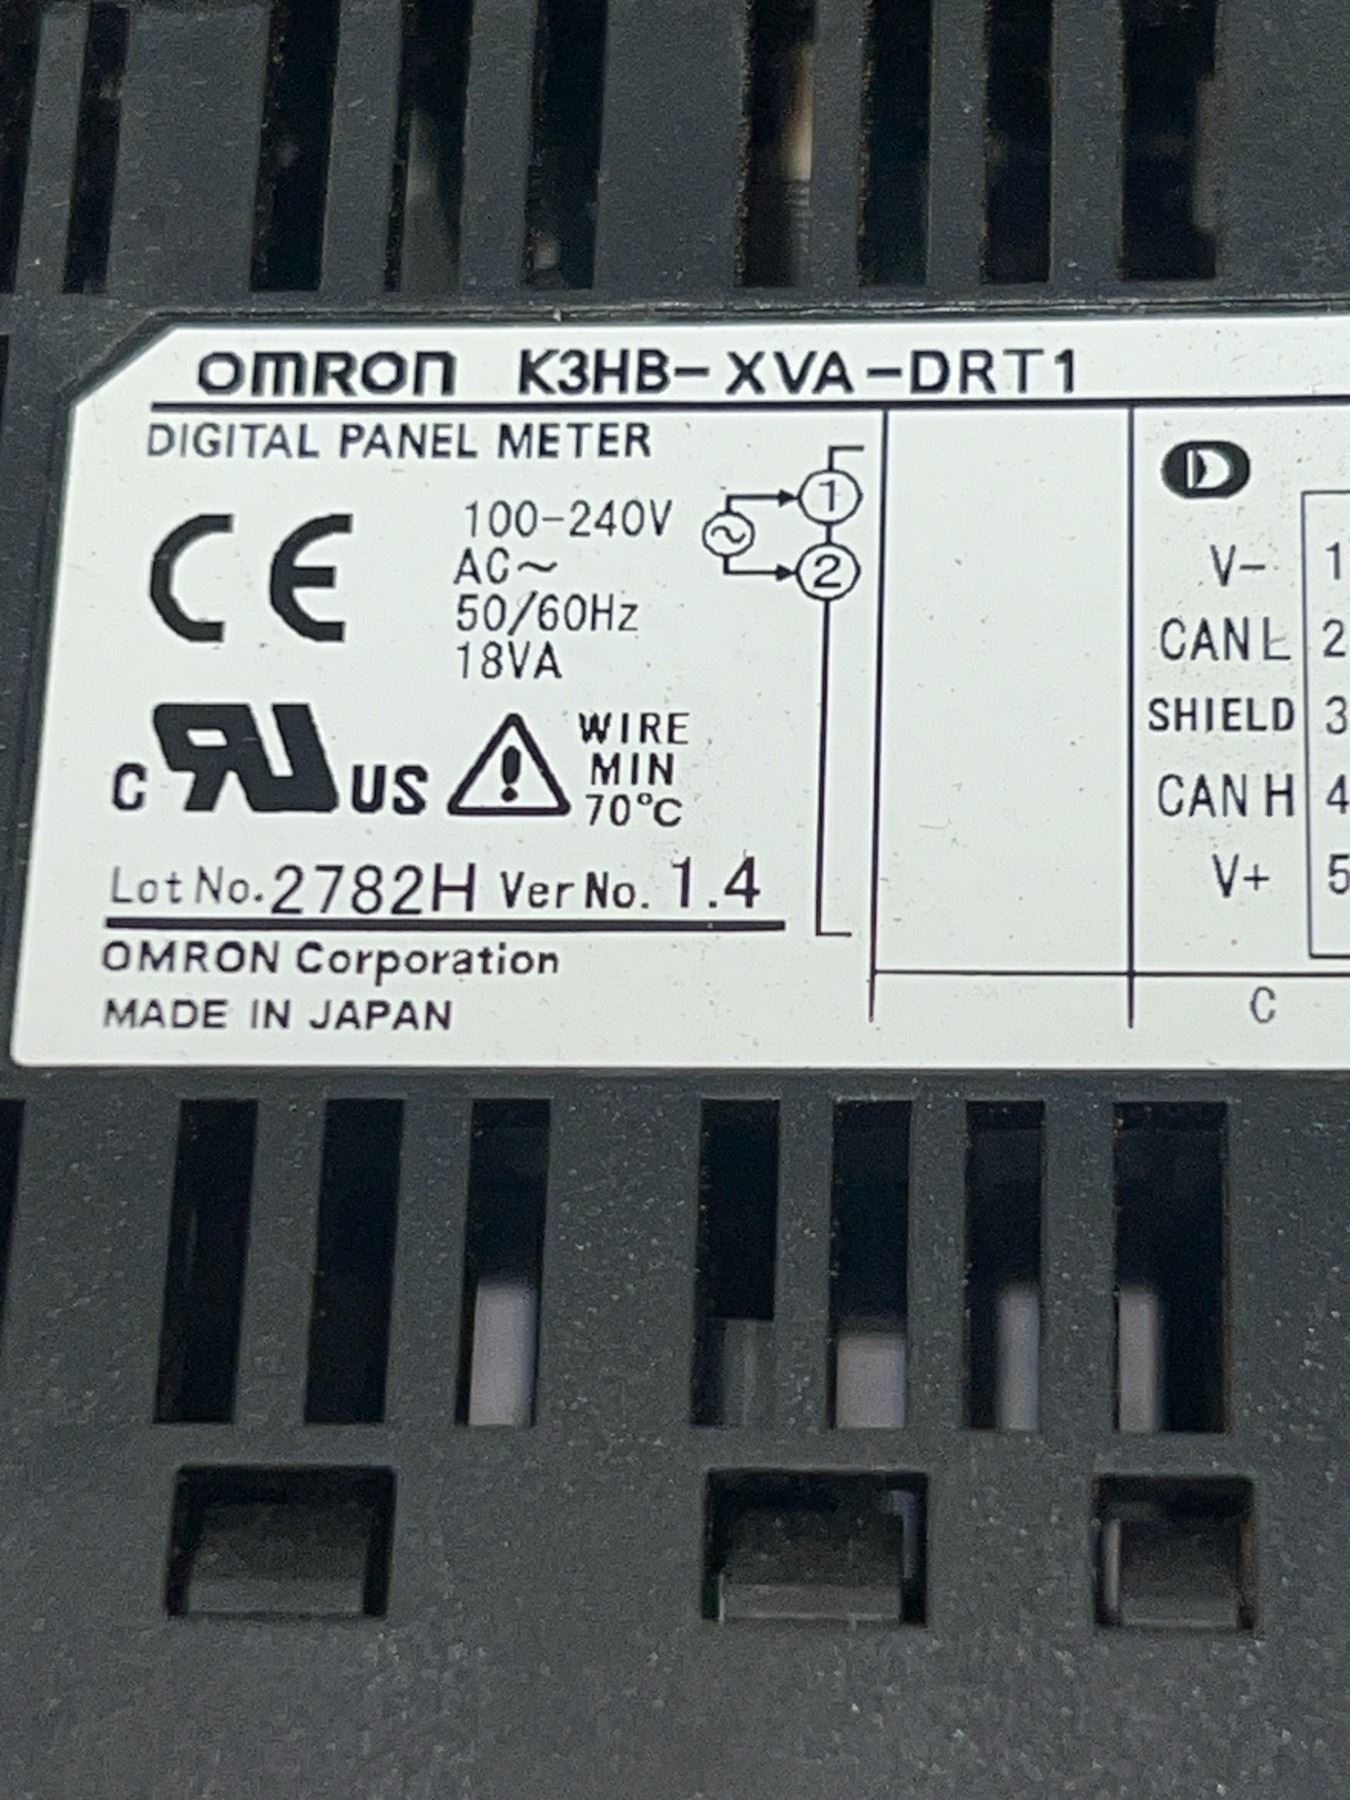 OMRON K3HB-XVA-DRT1
DIGITAL PANEL METER
CE
100-240V
AC~
50/60Hz
18VA
1
2
C RU US
WIRE
MIN
70°C
Lot No. 2782H Ver No. 1.4
OMRON Corporation
MADE IN JAPAN
D
V- 1
CAN L 2
SHIELD 3
CAN H 4
V+ 5
C